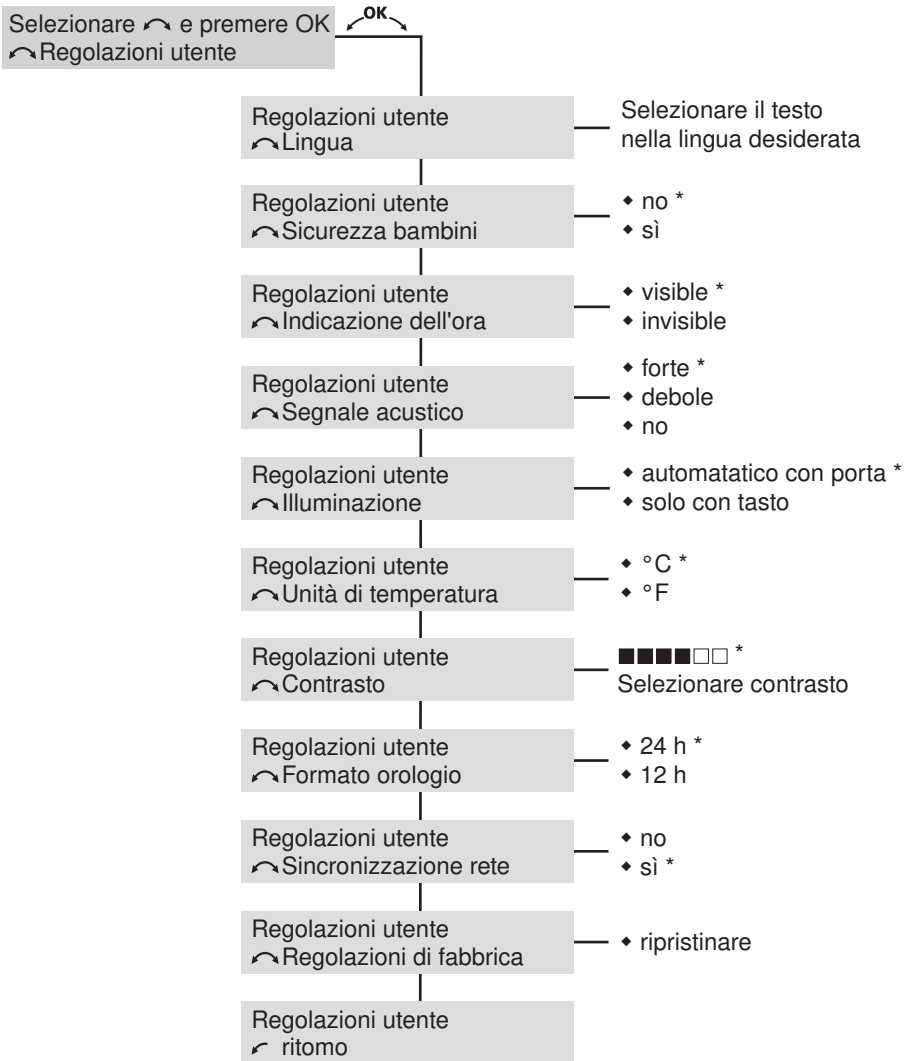 Selezionare e premere OK
Regolazioni utente
OK
Regolazioni utente
Lingua
Selezionare il testo
nella lingua desiderata
Regolazioni utente
Sicurezza bambini
no *
sì
Regolazioni utente
Indicazione dell'ora
visible *
invisible
Regolazioni utente
Segnale acustico
forte *
debole
no
Regolazioni utente
Illuminazione
automatatico con porta *
solo con tasto
Regolazioni utente
Unità di temperatura
°C *
°F
Regolazioni utente
Contrasto
*
Selezionare contrasto
Regolazioni utente
Formato orologio
24 h *
12 h
Regolazioni utente
Sincronizzazione rete
no
sì *
Regolazioni utente
Regolazioni di fabbrica
ripristinare
Regolazioni utente
ritomo